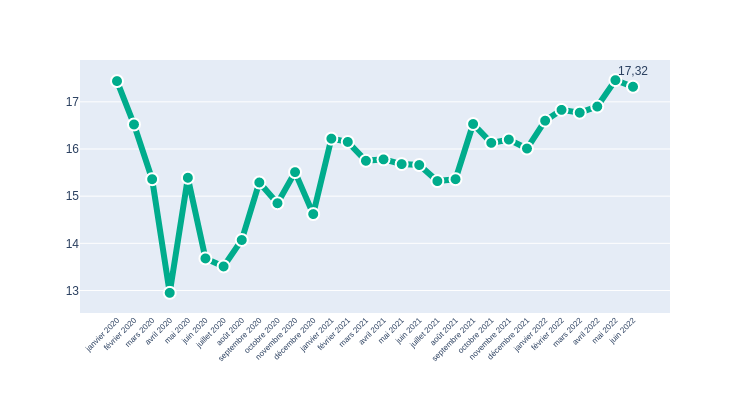 17,32
17
16
15
14
13
janvier 2020
février 2020
mars 2020
avril 2020
mai 2020
juin 2020
juillet 2020
août 2020
septembre 2020
octobre 2020
novembre 2020
décembre 2020
janvier 2021
février 2021
mars 2021
avril 2021
mai 2021
juin 2021
juillet 2021
août 2021
septembre 2021
octobre 2021
novembre 2021
décembre 2021
janvier 2022
février 2022
mars 2022
avril 2022
mai 2022
juin 2022